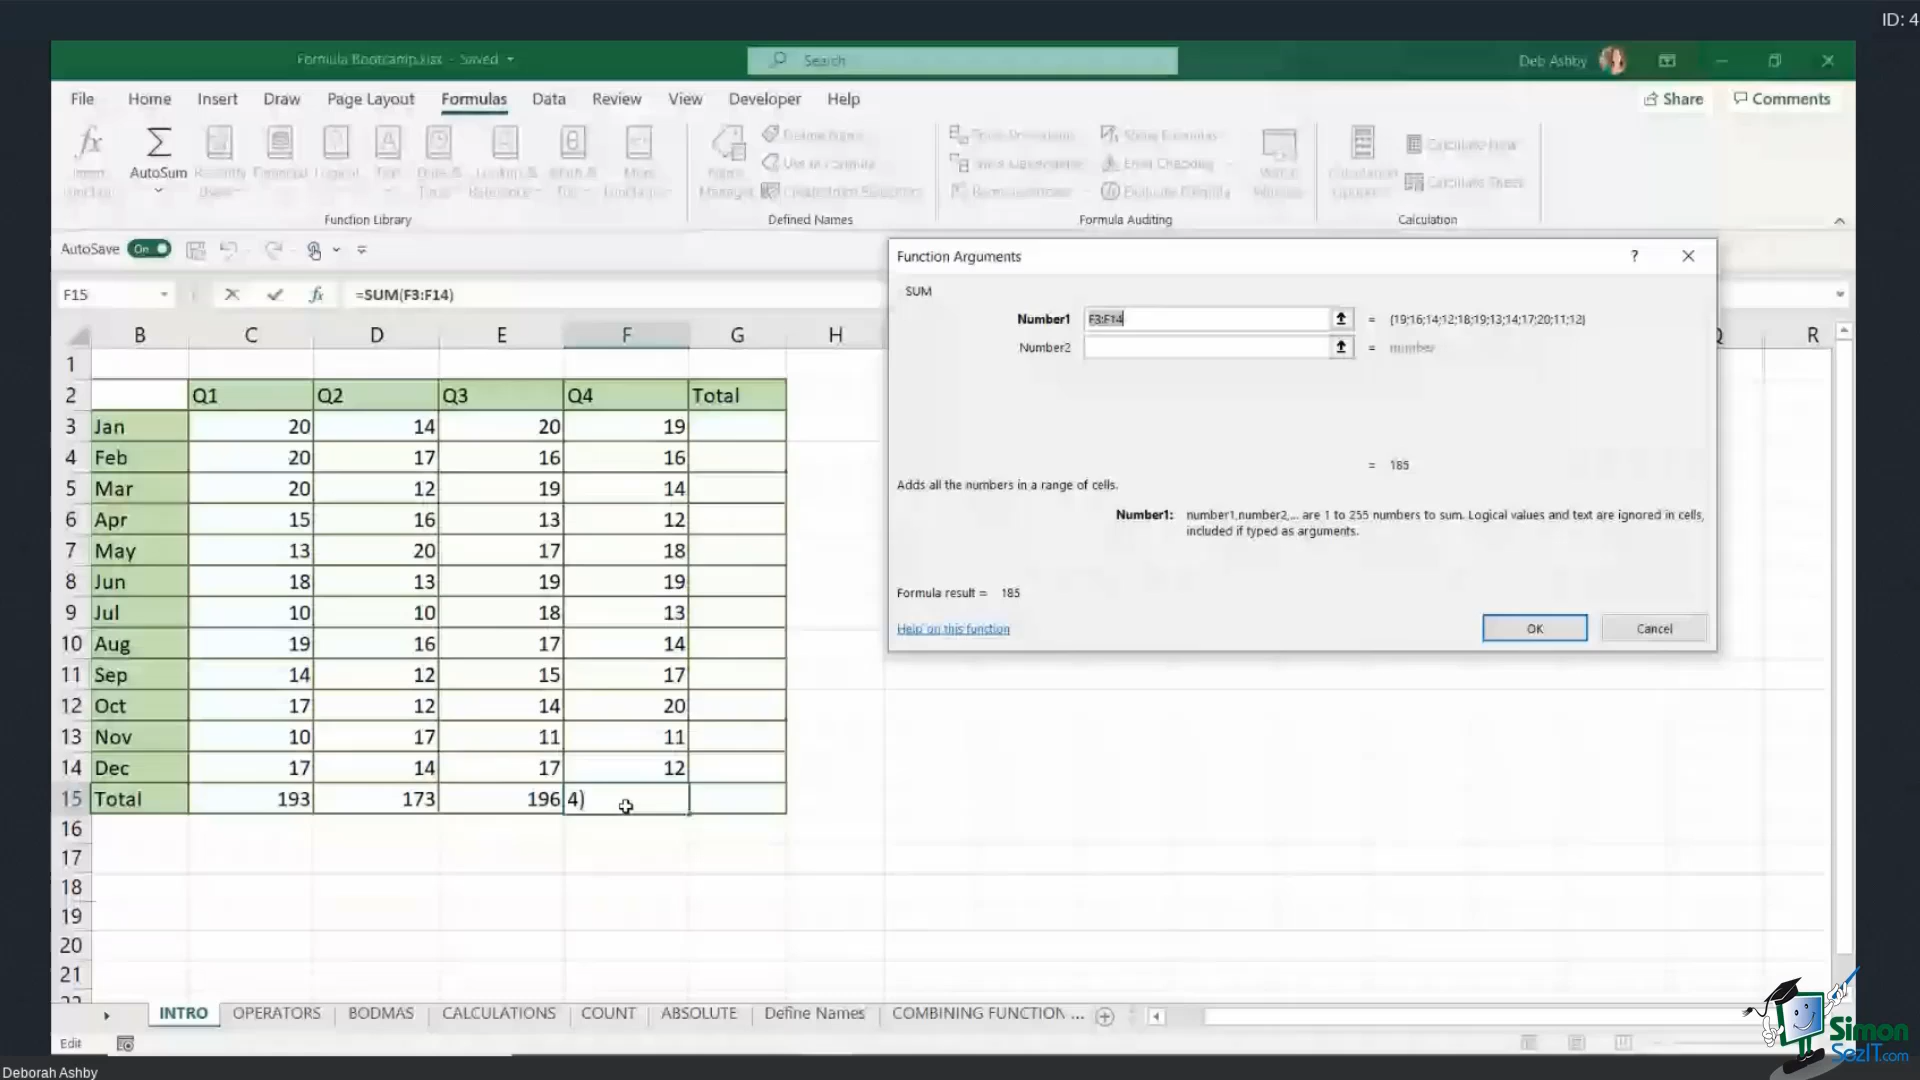 ID: 4
Formula Bootcamp.xlsx - Saved
Search
Deb Ashby
File Home Insert Draw Page Layout Formulas Data Review View Developer Help
Share Comments
AutoSum
Function Library
Defined Names
Formula Auditing
Calculation
AutoSave On
F15 fx =SUM(F3:F14)
Function Arguments ?
SUM
Number1 F3:F14 = {19;16;14;12;18;19;13;14;17;20;11;12}
Number2 = number
= 185
Adds all the numbers in a range of cells.
Number1: number1,number2,... are 1 to 255 numbers to sum. Logical values and text are ignored in cells,
included if typed as arguments.
Formula result = 185
Help on this function
OK Cancel
B C D E F G H Q R
1
2 Q1 Q2 Q3 Q4 Total
3 Jan 20 14 20 19
4 Feb 20 17 16 16
5 Mar 20 12 19 14
6 Apr 15 16 13 12
7 May 13 20 17 18
8 Jun 18 13 19 19
9 Jul 10 10 18 13
10 Aug 19 16 17 14
11 Sep 14 12 15 17
12 Oct 17 12 14 20
13 Nov 10 17 11 11
14 Dec 17 14 17 12
15 Total 193 173 196 4)
16
17
18
19
20
21
INTRO OPERATORS BODMAS CALCULATIONS COUNT ABSOLUTE Define Names COMBINING FUNCTION ...
Edit
Simon
SezIT.com
Deborah Ashby